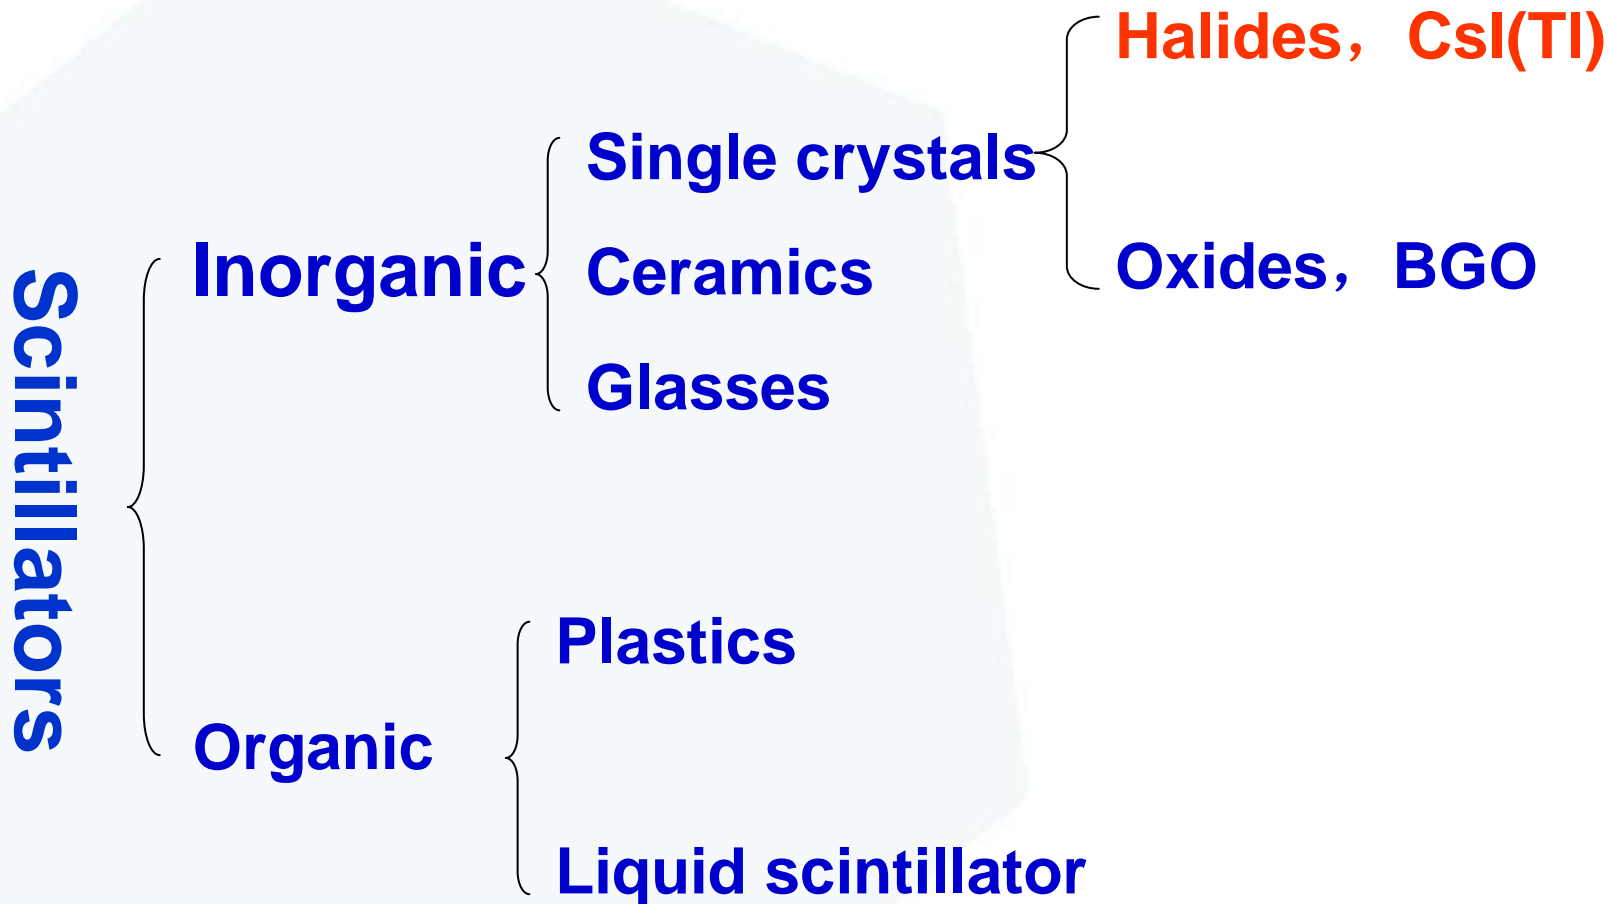 Scintillators
Inorganic
Single crystals
Halides，CsI(Tl)
Oxides，BGO
Ceramics
Glasses
Organic
Plastics
Liquid scintillator